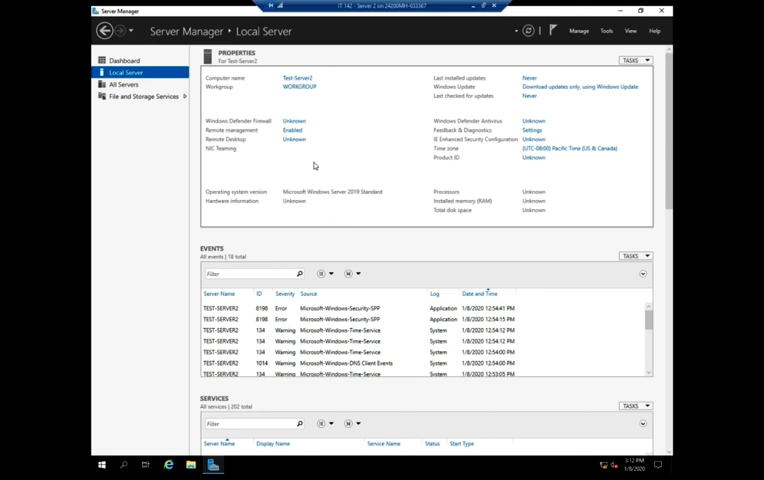 IT 142 - Server 2 on 24200MH-033367
Server Manager
Server Manager • Local Server
Manage Tools View Help
Dashboard
Local Server
All Servers
File and Storage Services
PROPERTIES
For Test-Server2
TASKS
Computer name Test-Server2 Last installed updates Never
Workgroup WORKGROUP Windows Update Download updates only, using Windows Update
Last checked for updates Never
Windows Defender Firewall Unknown Windows Defender Antivirus Unknown
Remote management Enabled Feedback & Diagnostics Settings
Remote Desktop Unknown IE Enhanced Security Configuration Unknown
NIC Teaming Time zone (UTC-08:00) Pacific Time (US & Canada)
Product ID Unknown
Operating system version Microsoft Windows Server 2019 Standard Processors Unknown
Hardware information Unknown Installed memory (RAM) Unknown
Total disk space Unknown
EVENTS
All events | 18 total
TASKS
Filter
Server Name ID Severity Source Log Date and Time
TEST-SERVER2 8198 Error Microsoft-Windows-Security-SPP Application 1/8/2020 12:54:41 PM
TEST-SERVER2 8198 Error Microsoft-Windows-Security-SPP Application 1/8/2020 12:54:15 PM
TEST-SERVER2 134 Warning Microsoft-Windows-Time-Service System 1/8/2020 12:54:12 PM
TEST-SERVER2 134 Warning Microsoft-Windows-Time-Service System 1/8/2020 12:54:12 PM
TEST-SERVER2 134 Warning Microsoft-Windows-Time-Service System 1/8/2020 12:54:00 PM
TEST-SERVER2 1014 Warning Microsoft-Windows-DNS Client Events System 1/8/2020 12:54:00 PM
TEST-SERVER2 134 Warning Microsoft-Windows-Time-Service System 1/8/2020 12:53:05 PM
SERVICES
All services | 202 total
TASKS
Filter
Server Name Display Name Service Name Status Start Type
3:12 PM
1/8/2020